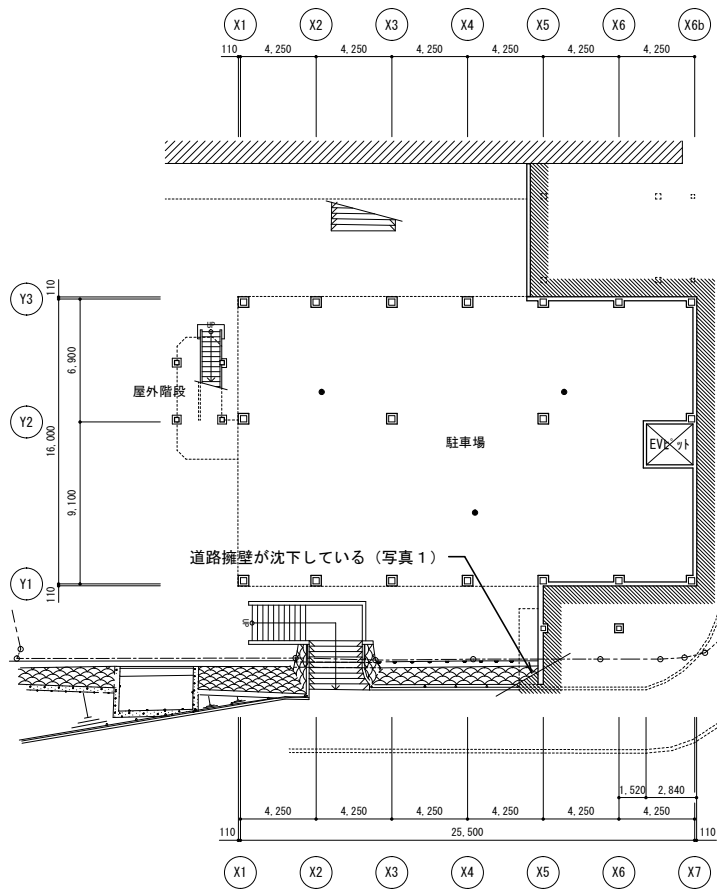 X1 X2 X3 X4 X5 X6 X6b
110 4,250 4,250 4,250 4,250 4,250 4,250
110
Y3
UP
6,900
屋外階段
Y2
16,000
駐車場
EVピット
9,100
道路擁壁が沈下している（写真１）
Y1
110
UP
1,520 2,840
4,250 4,250 4,250 4,250 4,250 4,250
110 25,500 110
X1 X2 X3 X4 X5 X6 X7